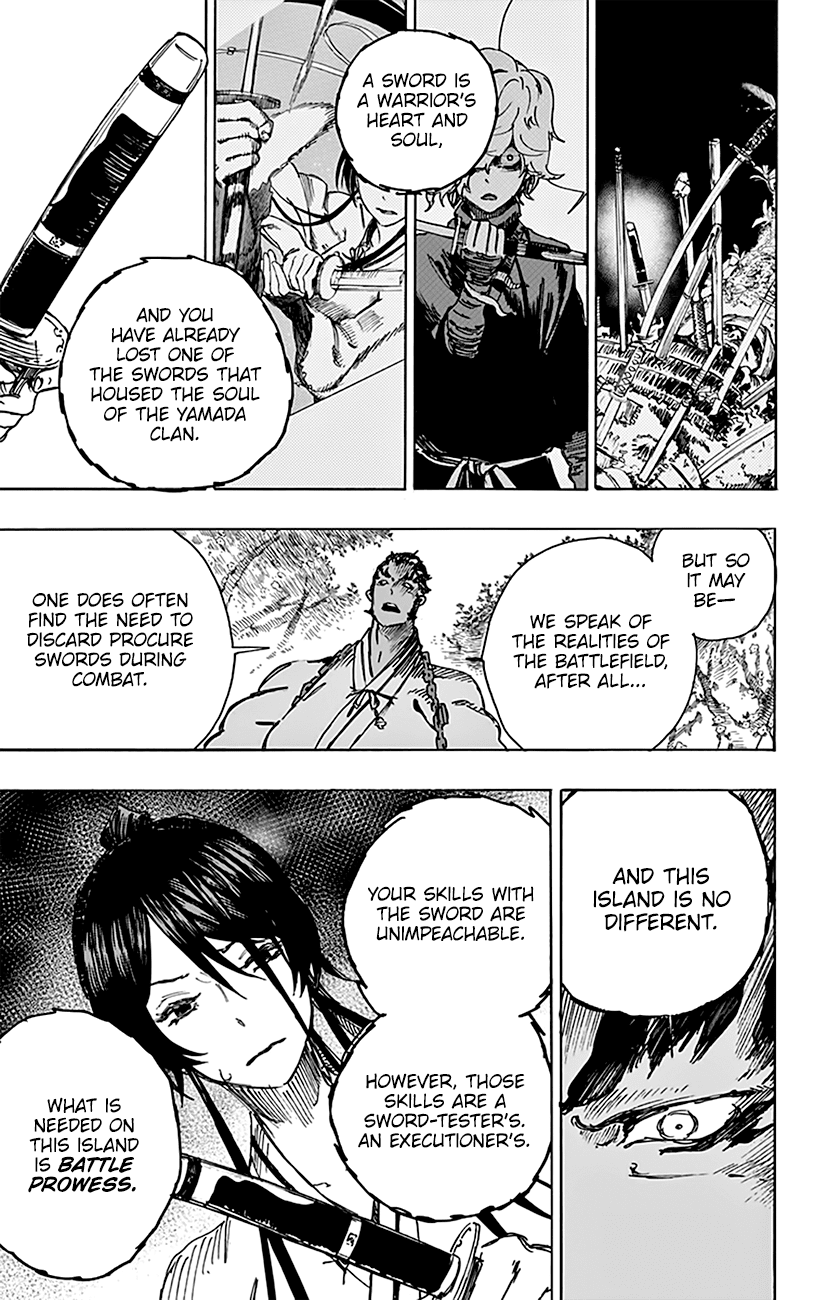 A SWORD IS
A WARRIOR'S
HEART AND
SOUL,
AND YOU
HAVE ALREADY
LOST ONE OF
THE SWORDS THAT
HOUSED THE SOUL
OF THE YAMADA
CLAN.
BUT SO
IT MAY
BE—
WE SPEAK OF
THE REALITIES OF
THE BATTLEFIELD,
AFTER ALL...
ONE DOES OFTEN
FIND THE NEED TO
DISCARD PROCURE
SWORDS DURING
COMBAT.
AND THIS
ISLAND IS NO
DIFFERENT.
YOUR SKILLS WITH
THE SWORD ARE
UNIMPEACHABLE.
HOWEVER, THOSE
SKILLS ARE A
SWORD-TESTER'S.
AN EXECUTIONER'S.
WHAT IS
NEEDED ON
THIS ISLAND
IS BATTLE
PROWESS.